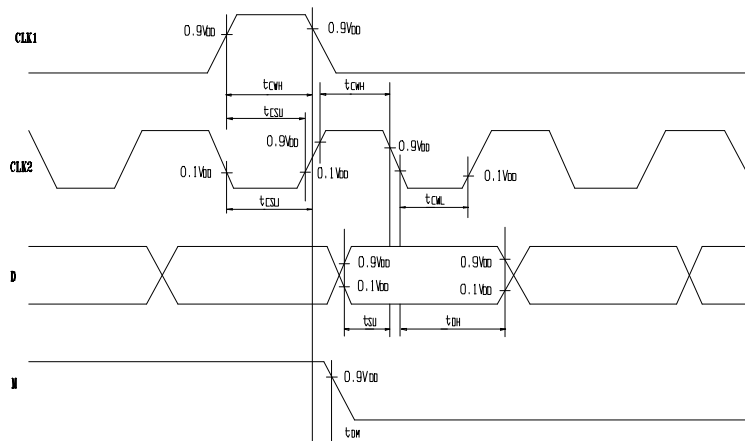 0.9VDD
0.9VDD
CLK1
tCWH
tCWH
tCSU
0.9VDD
0.9VDD
CLK2
0.1VDD
0.1VDD
0.1VDD
tCWL
tCSU
0.9VDD
0.9VDD
D
0.1VDD
0.1VDD
tSU
tDH
M
0.9VDD
tDM